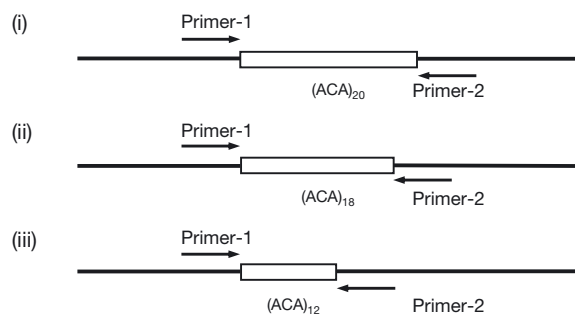 (i)
Primer-1
(ACA)₂₀
Primer-2
(ii)
Primer-1
(ACA)₁₈
Primer-2
(iii)
Primer-1
(ACA)₁₂
Primer-2